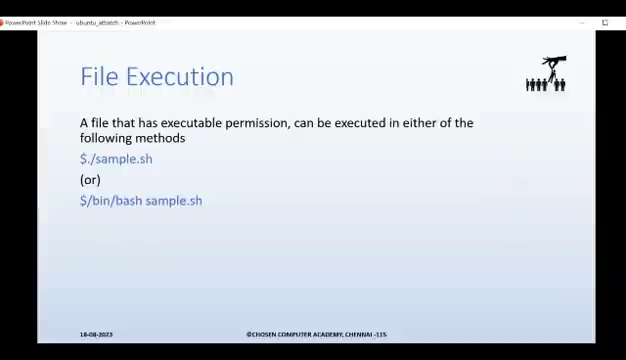 PowerPoint Slide Show - ubuntu_atbatch - PowerPoint
File Execution
A file that has executable permission, can be executed in either of the
following methods
$./sample.sh
(or)
$/bin/bash sample.sh
18-08-2023
©CHOSEN COMPUTER ACADEMY, CHENNAI -115